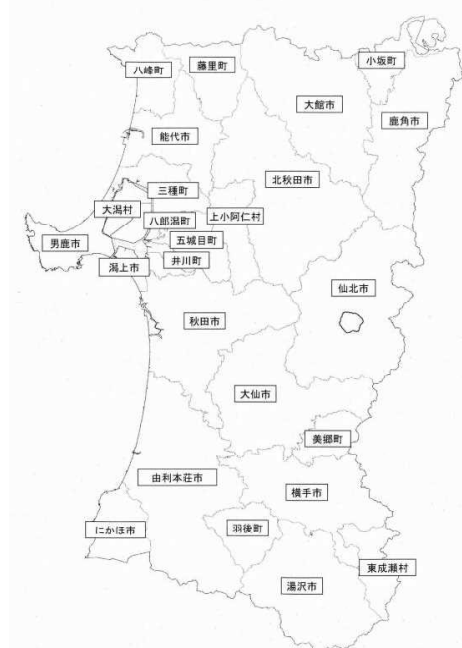 小坂町
藤里町
八峰町
大館市
鹿角市
能代市
北秋田市
三種町
大潟村
八郎潟町
上小阿仁村
五城目町
男鹿市
井川町
潟上市
仙北市
秋田市
大仙市
美郷町
由利本荘市
横手市
にかほ市
羽後町
東成瀬村
湯沢市